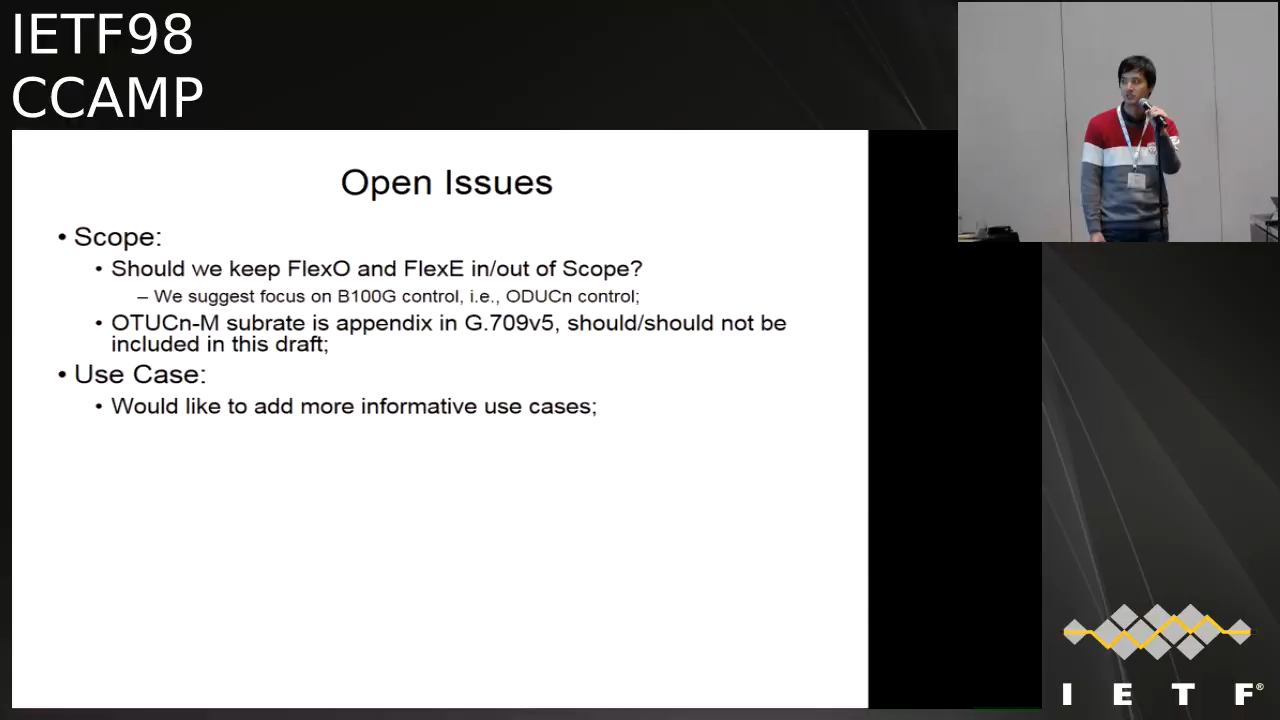 IETF98
CCAMP
Open Issues
• Scope:
• Should we keep FlexO and FlexE in/out of Scope?
– We suggest focus on B100G control, i.e., ODUCn control;
• OTUCn-M subrate is appendix in G.709v5, should/should not be
included in this draft;
• Use Case:
• Would like to add more informative use cases;
I E T F®